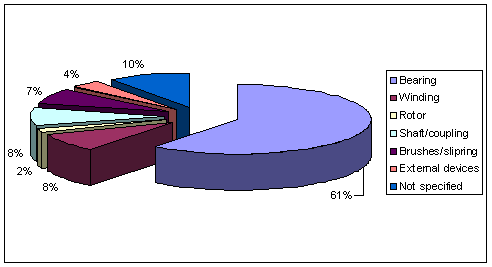 10%
4%
7%
8%
2%
8%
61%
Bearing
Winding
Rotor
Shaft/coupling
Brushes/slipring
External devices
Not specified